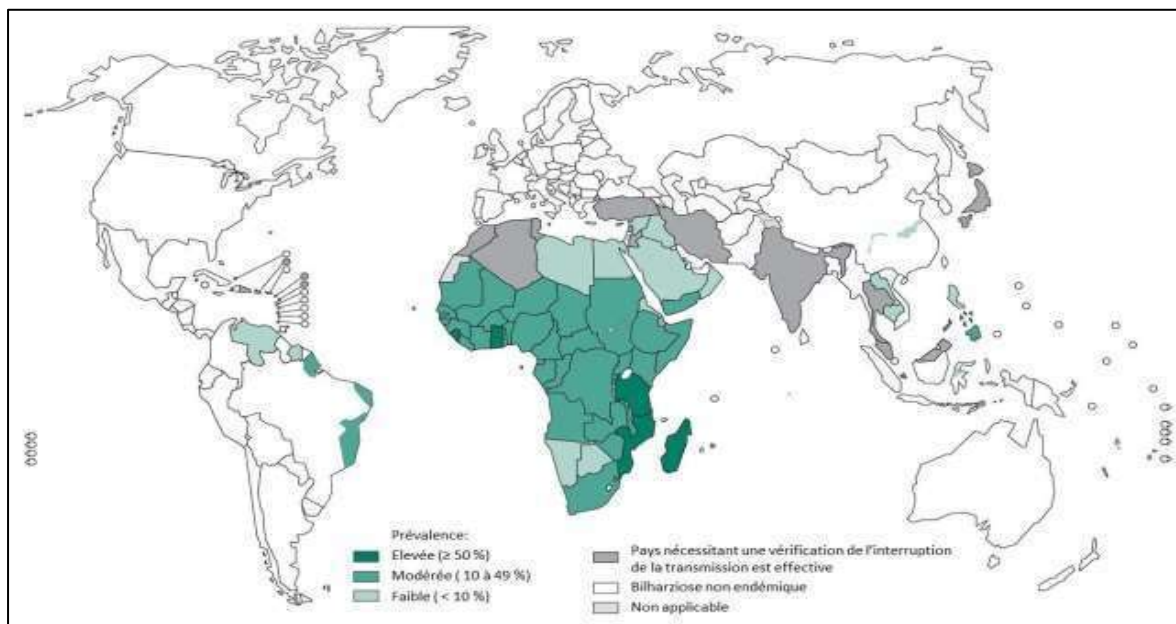 Prévalence:
Elevée (≥ 50 %)
Modérée ( 10 à 49 %)
Faible ( < 10 %)
Pays nécessitant une vérification de l'interruption
de la transmission est effective
Bilharziose non endémique
Non applicable